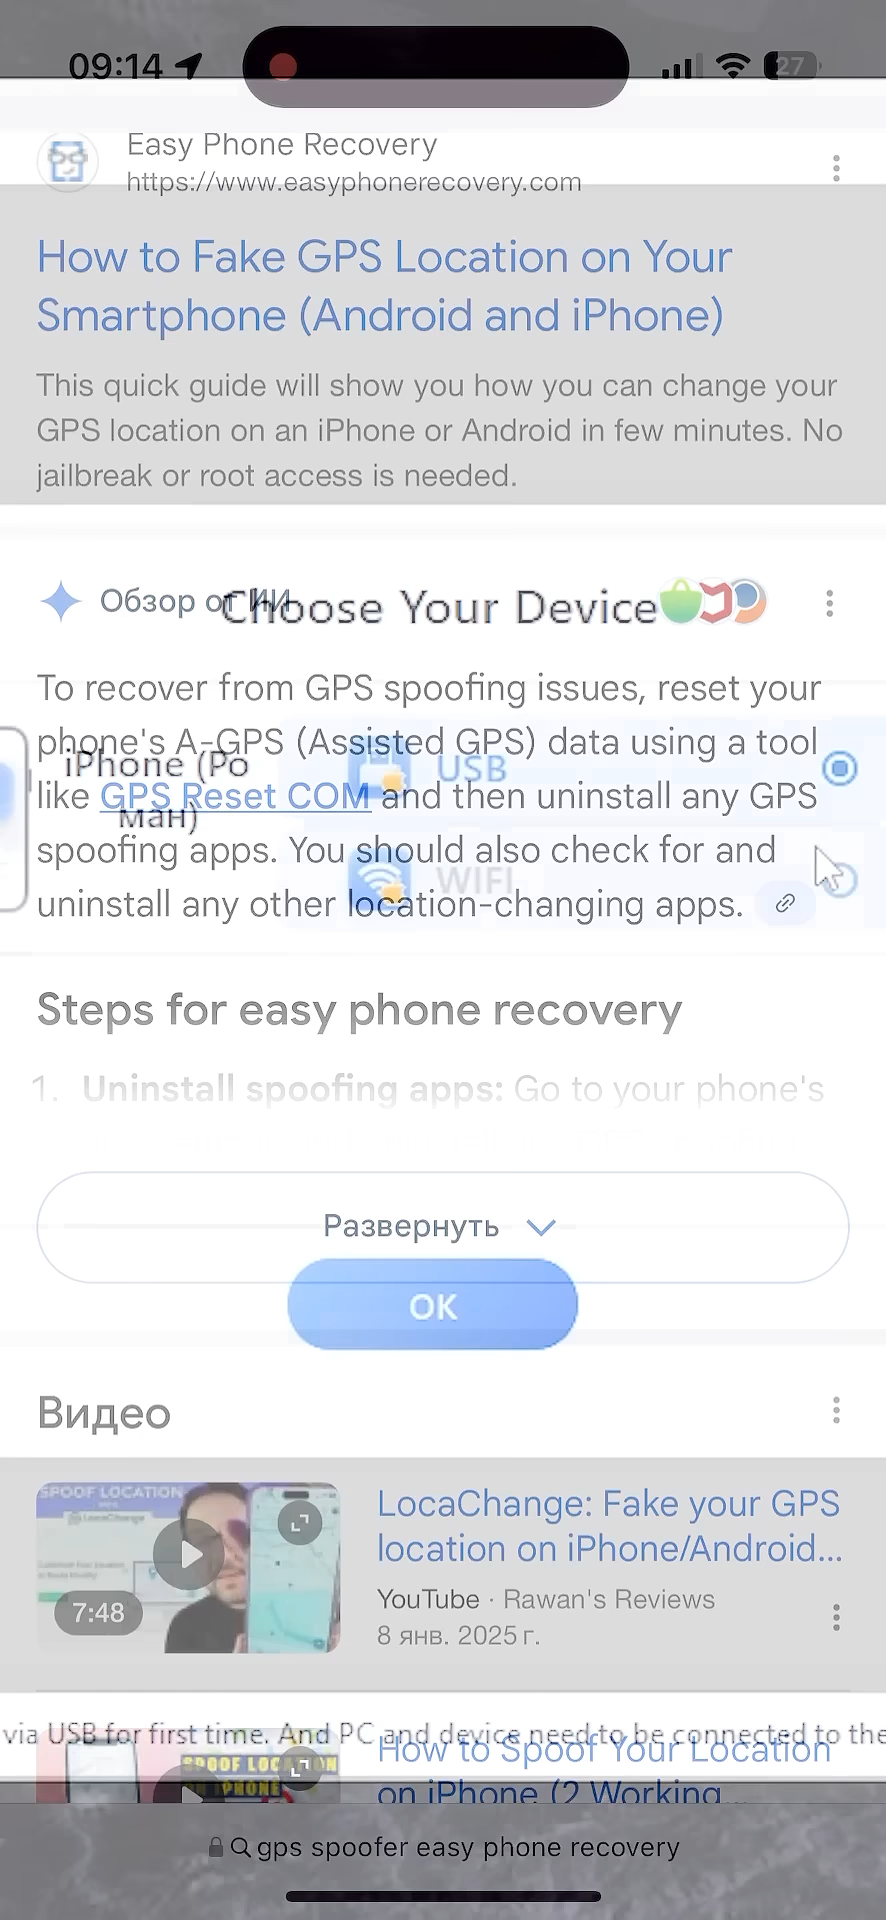 09:14
27
Easy Phone Recovery
https://www.easyphonerecovery.com
How to Fake GPS Location on Your
Smartphone (Android and iPhone)
This quick guide will show you how you can change your
GPS location on an iPhone or Android in few minutes. No
jailbreak or root access is needed.
Обзор от ИИ
Choose Your Device
To recover from GPS spoofing issues, reset your
phone's A-GPS (Assisted GPS) data using a tool
like GPS Reset COM and then uninstall any GPS
spoofing apps. You should also check for and
uninstall any other location-changing apps.
iPhone (Ро
ман)
USB
WIFI
Steps for easy phone recovery
1. Uninstall spoofing apps: Go to your phone's
Развернуть
OK
Видео
SPOOF LOCATION
LocaChange
7:48
LocaChange: Fake your GPS
location on iPhone/Android...
YouTube · Rawan's Reviews
8 янв. 2025 г.
via USB for first time. And PC and device need to be connected to the
SPOOF LOCATION
IPHONE
How to Spoof Your Location
on iPhone (2 Working...
gps spoofer easy phone recovery